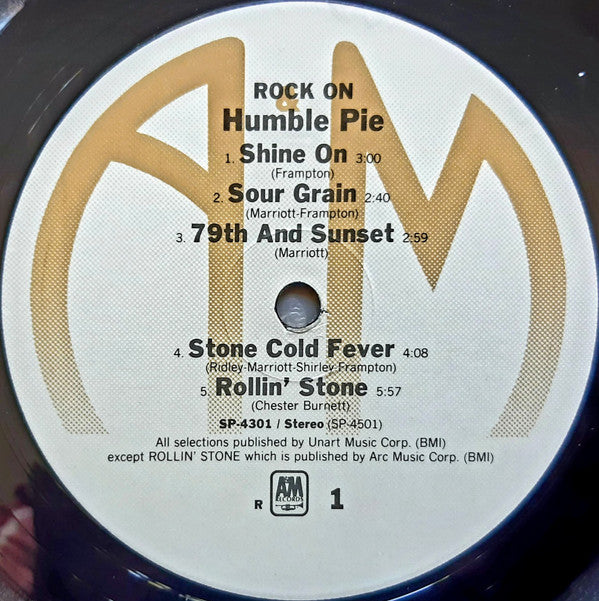 A&M
ROCK ON
Humble Pie
1. Shine On 3:00
(Frampton)
2. Sour Grain 2:40
(Marriott-Frampton)
3. 79th And Sunset 2:59
(Marriott)
4. Stone Cold Fever 4:08
(Ridley-Marriott-Shirley-Frampton)
5. Rollin' Stone 5:57
(Chester Burnett)
SP-4301 / Stereo (SP-4501)
All selections published by Unart Music Corp. (BMI)
except ROLLIN' STONE which is published by Arc Music Corp. (BMI)
R A&M RECORDS 1